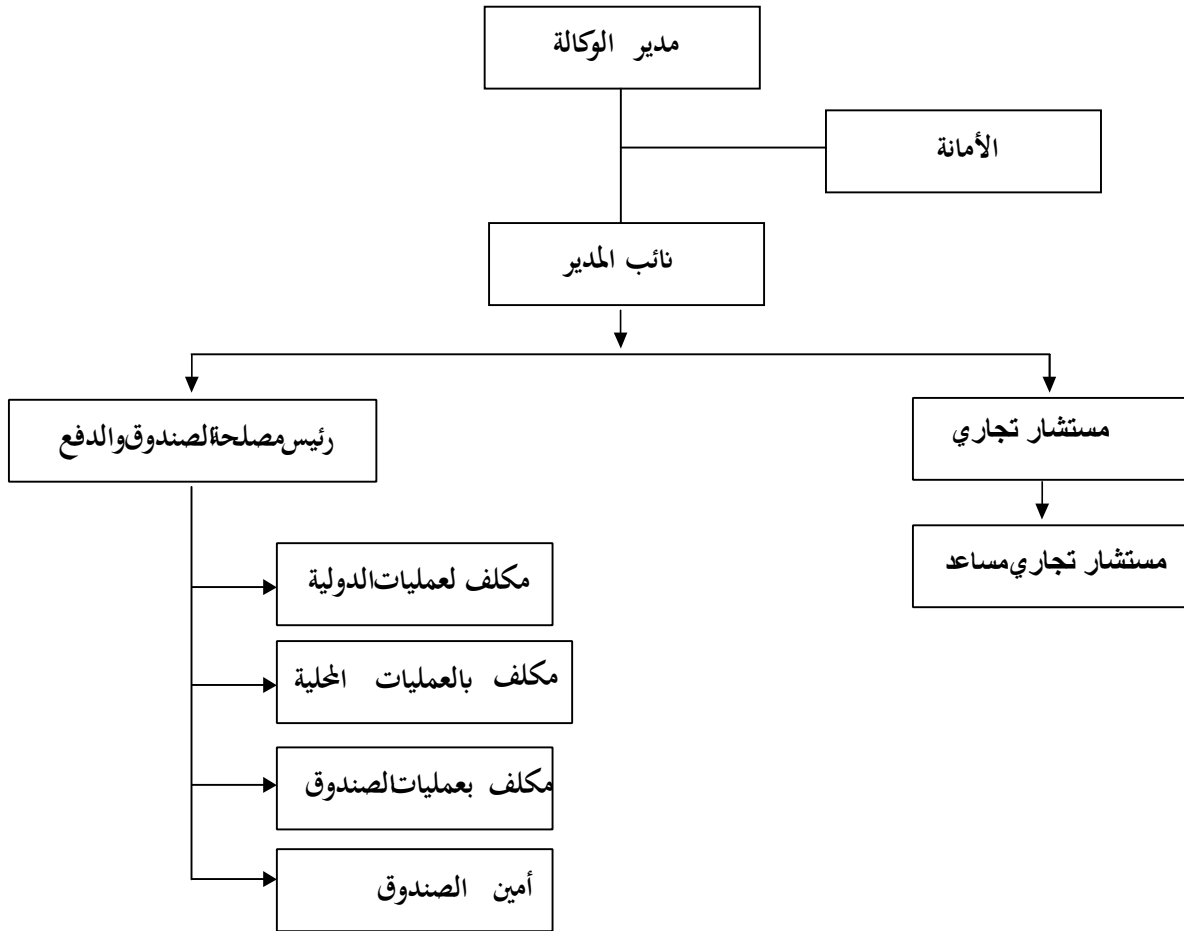 مدير الوكالة
الأمانة
نائب المدير
مستشار تجاري
رئيس مصلحة الصندوق والدفع
مستشار تجاري مساعد
مكلف لعمليات الدولية
مكلف بالعمليات المحلية
مكلف بعمليات الصندوق
أمين الصندوق